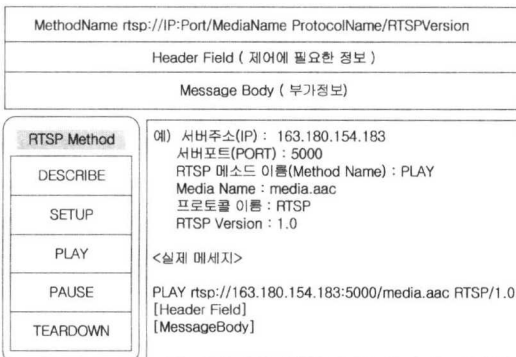 MethodName rtsp://IP:Port/MediaName ProtocolName/RTSPVersion
Header Field ( 제어에 필요한 정보 )
Message Body ( 부가정보)
RTSP Method
DESCRIBE
SETUP
PLAY
PAUSE
TEARDOWN
예) 서버주소(IP) : 163.180.154.183
서버포트(PORT) : 5000
RTSP 메소드 이름(Method Name) : PLAY
Media Name : media.aac
프로토콜 이름 : RTSP
RTSP Version : 1.0
<실제 메세지>
PLAY rtsp://163.180.154.183:5000/media.aac RTSP/1.0
[Header Field]
[MessageBody]